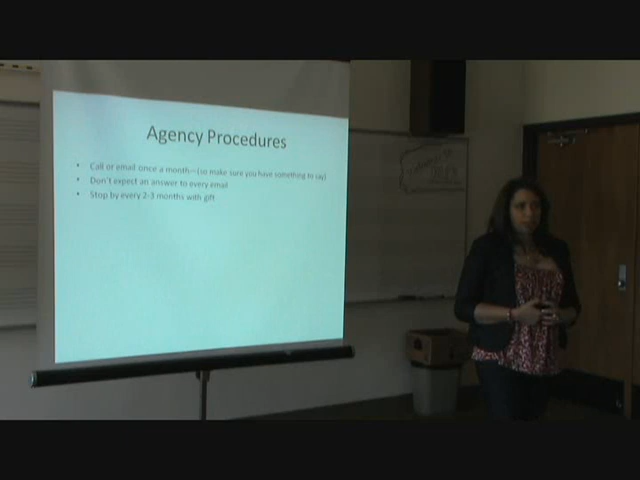 Agency Procedures
• Call or email once a month—(so make sure you have something to say)
• Don't expect an answer to every email
• Stop by every 2-3 months with gift